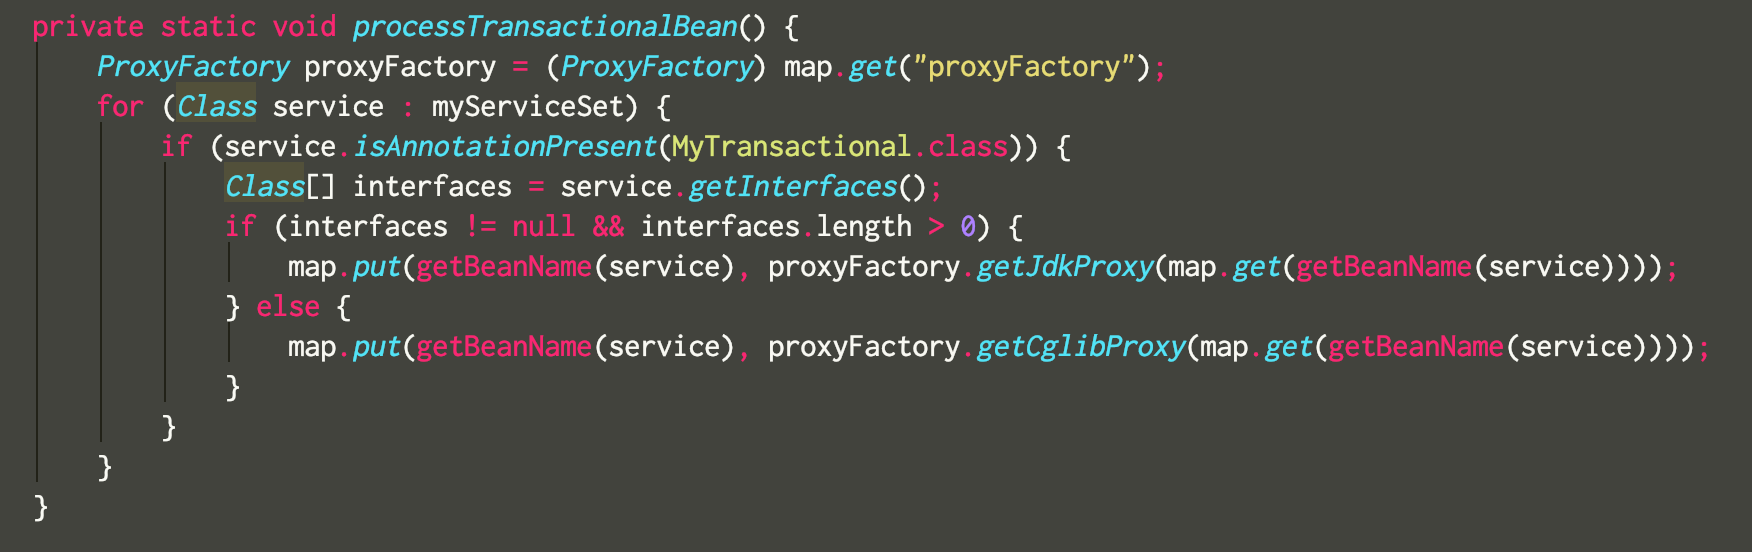 private static void processTransactionalBean() {
    ProxyFactory proxyFactory = (ProxyFactory) map.get("proxyFactory");
    for (Class service : myServiceSet) {
        if (service.isAnnotationPresent(MyTransactional.class)) {
            Class[] interfaces = service.getInterfaces();
            if (interfaces != null && interfaces.length > 0) {
                map.put(getBeanName(service), proxyFactory.getJdkProxy(map.get(getBeanName(service))));
            } else {
                map.put(getBeanName(service), proxyFactory.getCglibProxy(map.get(getBeanName(service))));
            }
        }
    }
}